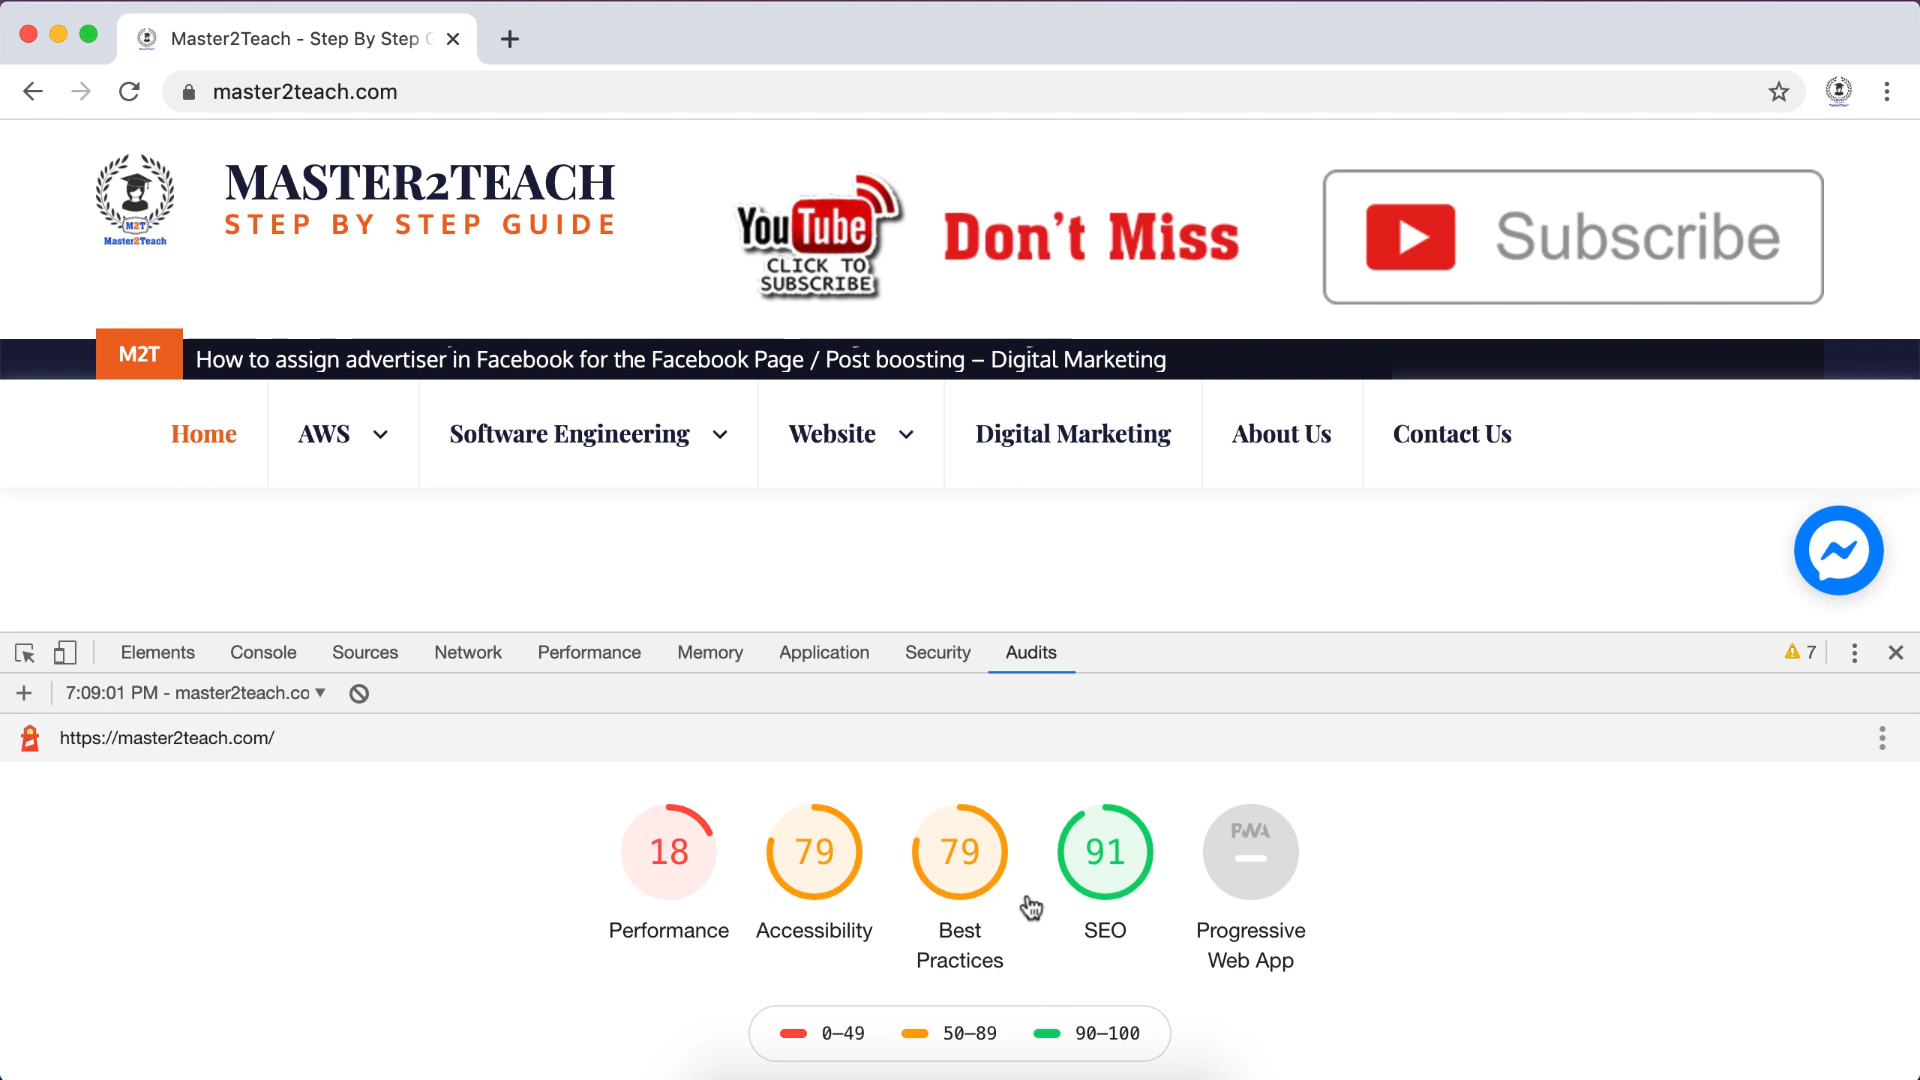 Master2Teach - Step By Step G
master2teach.com
M2T
Master2Teach
MASTER2TEACH
STEP BY STEP GUIDE
YouTube
CLICK TO
SUBSCRIBE
Don't Miss
Subscribe
M2T
How to assign advertiser in Facebook for the Facebook Page / Post boosting – Digital Marketing
Home
AWS
Software Engineering
Website
Digital Marketing
About Us
Contact Us
Elements
Console
Sources
Network
Performance
Memory
Application
Security
Audits
7
7:09:01 PM - master2teach.co
https://master2teach.com/
18
79
79
91
PWA
Performance
Accessibility
Best
Practices
SEO
Progressive
Web App
0–49
50–89
90–100